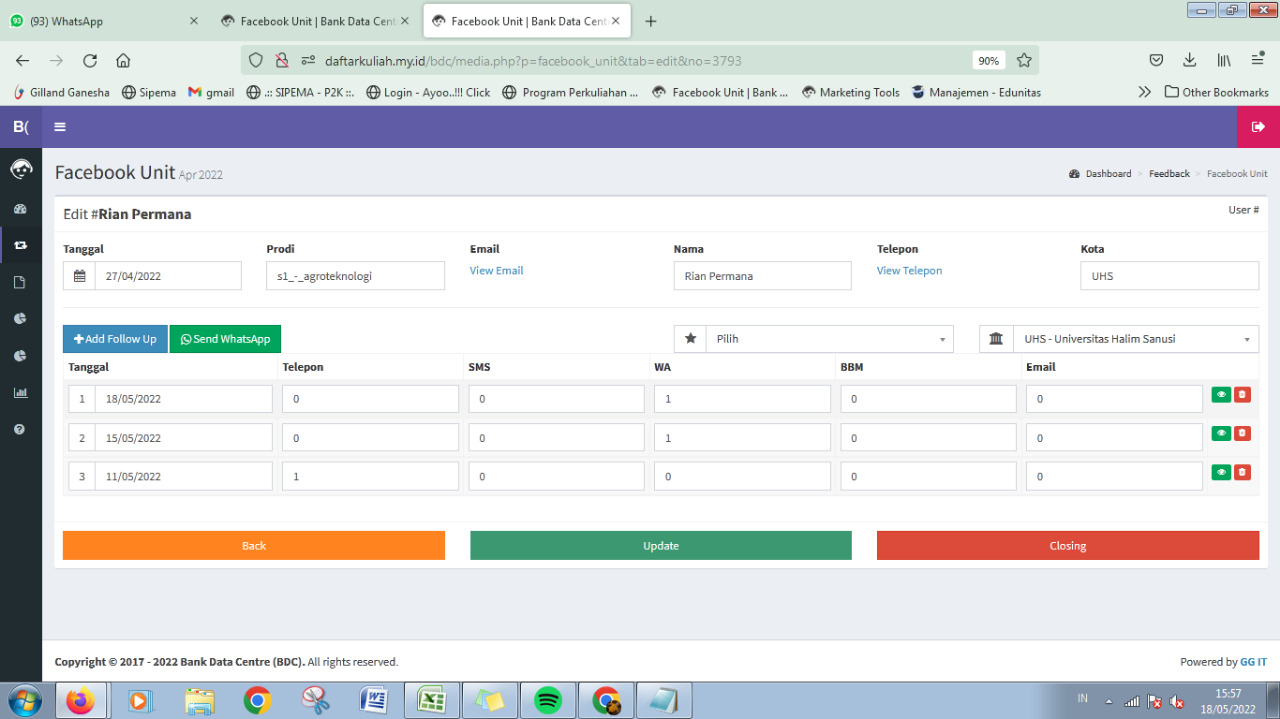 (93) WhatsApp
Facebook Unit | Bank Data Cent
Facebook Unit | Bank Data Cent
daftarkuliah.my.id/bdc/media.php?p=facebook_unit&tab=edit&no=3793
90%
Gilland Ganesha
Sipema
gmail
.:: SIPEMA - P2K ::.
Login - Ayoo..!!! Click
Program Perkuliahan ...
Facebook Unit | Bank ...
Marketing Tools
Manajemen - Edunitas
Other Bookmarks
B(
Facebook Unit Apr 2022
Dashboard > Feedback > Facebook Unit
Edit #Rian Permana
User #
Tanggal Prodi Email Nama Telepon Kota
27/04/2022 s1_-_agroteknologi View Email Rian Permana View Telepon UHS
Add Follow Up Send WhatsApp Pilih UHS - Universitas Halim Sanusi
Tanggal Telepon SMS WA BBM Email
1 18/05/2022 0 0 1 0 0
2 15/05/2022 0 0 1 0 0
3 11/05/2022 1 0 0 0 0
Back Update Closing
Copyright © 2017 - 2022 Bank Data Centre (BDC). All rights reserved.
Powered by GG IT
IN
15:57
18/05/2022